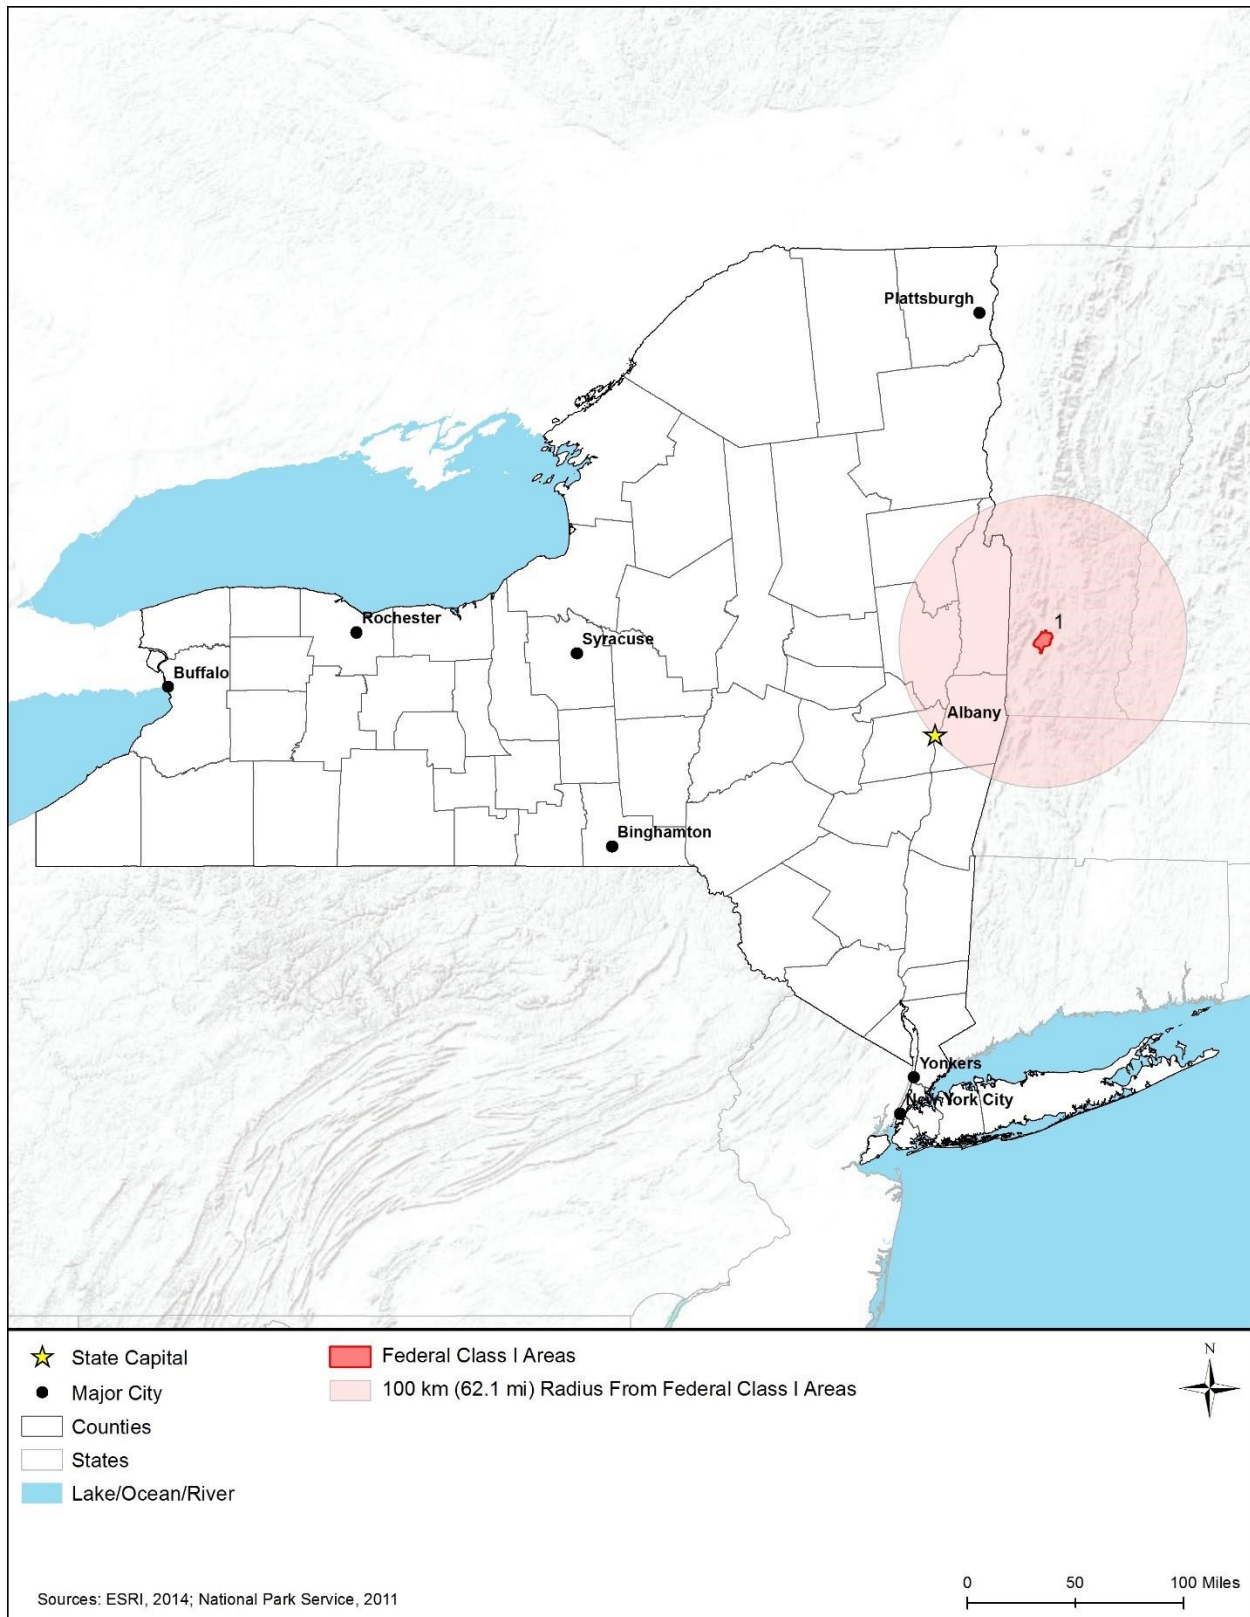 Plattsburgh
Rochester
Syracuse
1
Buffalo
Albany
Binghamton
Yonkers
New York City
State Capital
Major City
Counties
States
Lake/Ocean/River
Federal Class I Areas
100 km (62.1 mi) Radius From Federal Class I Areas
N
Sources: ESRI, 2014; National Park Service, 2011
0 50 100 Miles